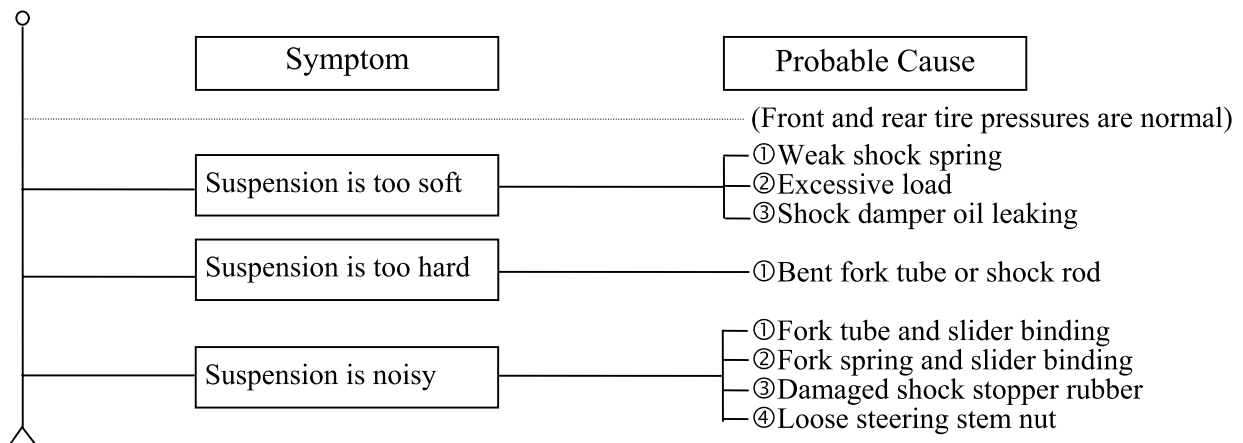 Symptom
Probable Cause
(Front and rear tire pressures are normal)
Suspension is too soft
①Weak shock spring
②Excessive load
③Shock damper oil leaking
Suspension is too hard
①Bent fork tube or shock rod
Suspension is noisy
①Fork tube and slider binding
②Fork spring and slider binding
③Damaged shock stopper rubber
④Loose steering stem nut